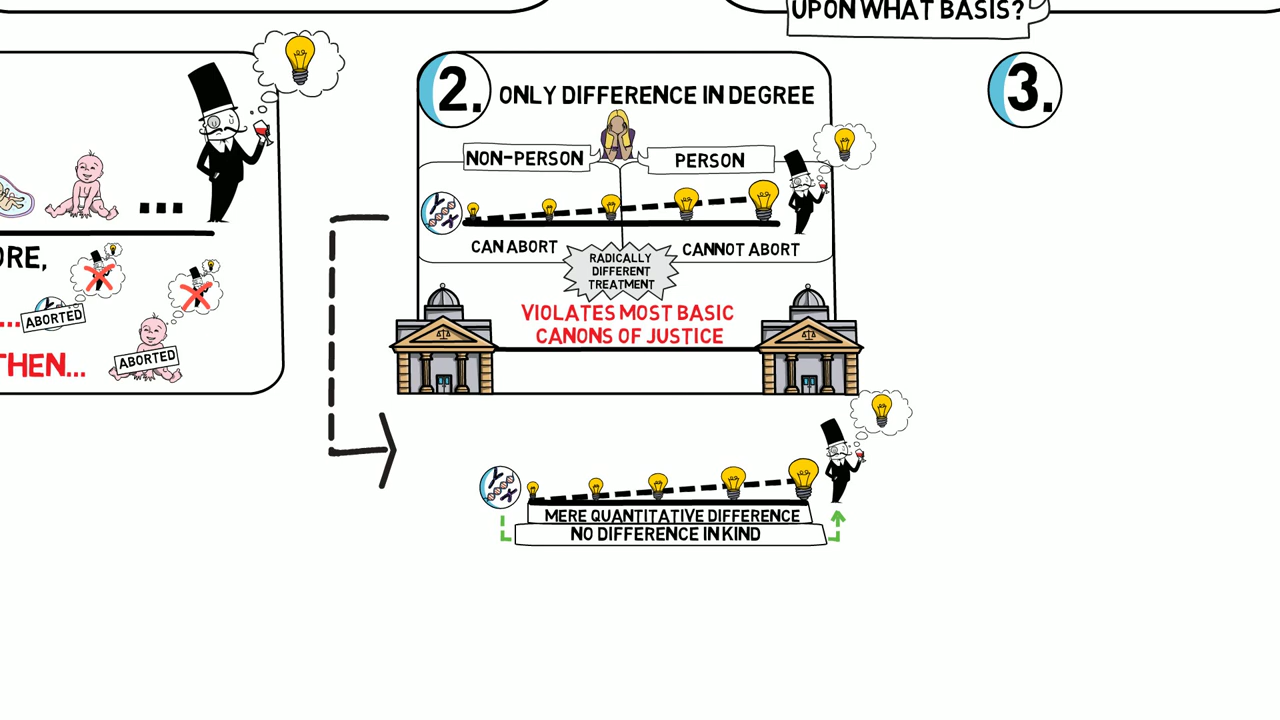 UPON WHAT BASIS?
2.
ONLY DIFFERENCE IN DEGREE
3.
NON-PERSON
PERSON
...
CAN ABORT
CANNOT ABORT
RADICALLY
DIFFERENT
TREATMENT
ORE,
...
ABORTED
VIOLATES MOST BASIC
CANONS OF JUSTICE
THEN...
ABORTED
MERE QUANTITATIVE DIFFERENCE
NO DIFFERENCE IN KIND